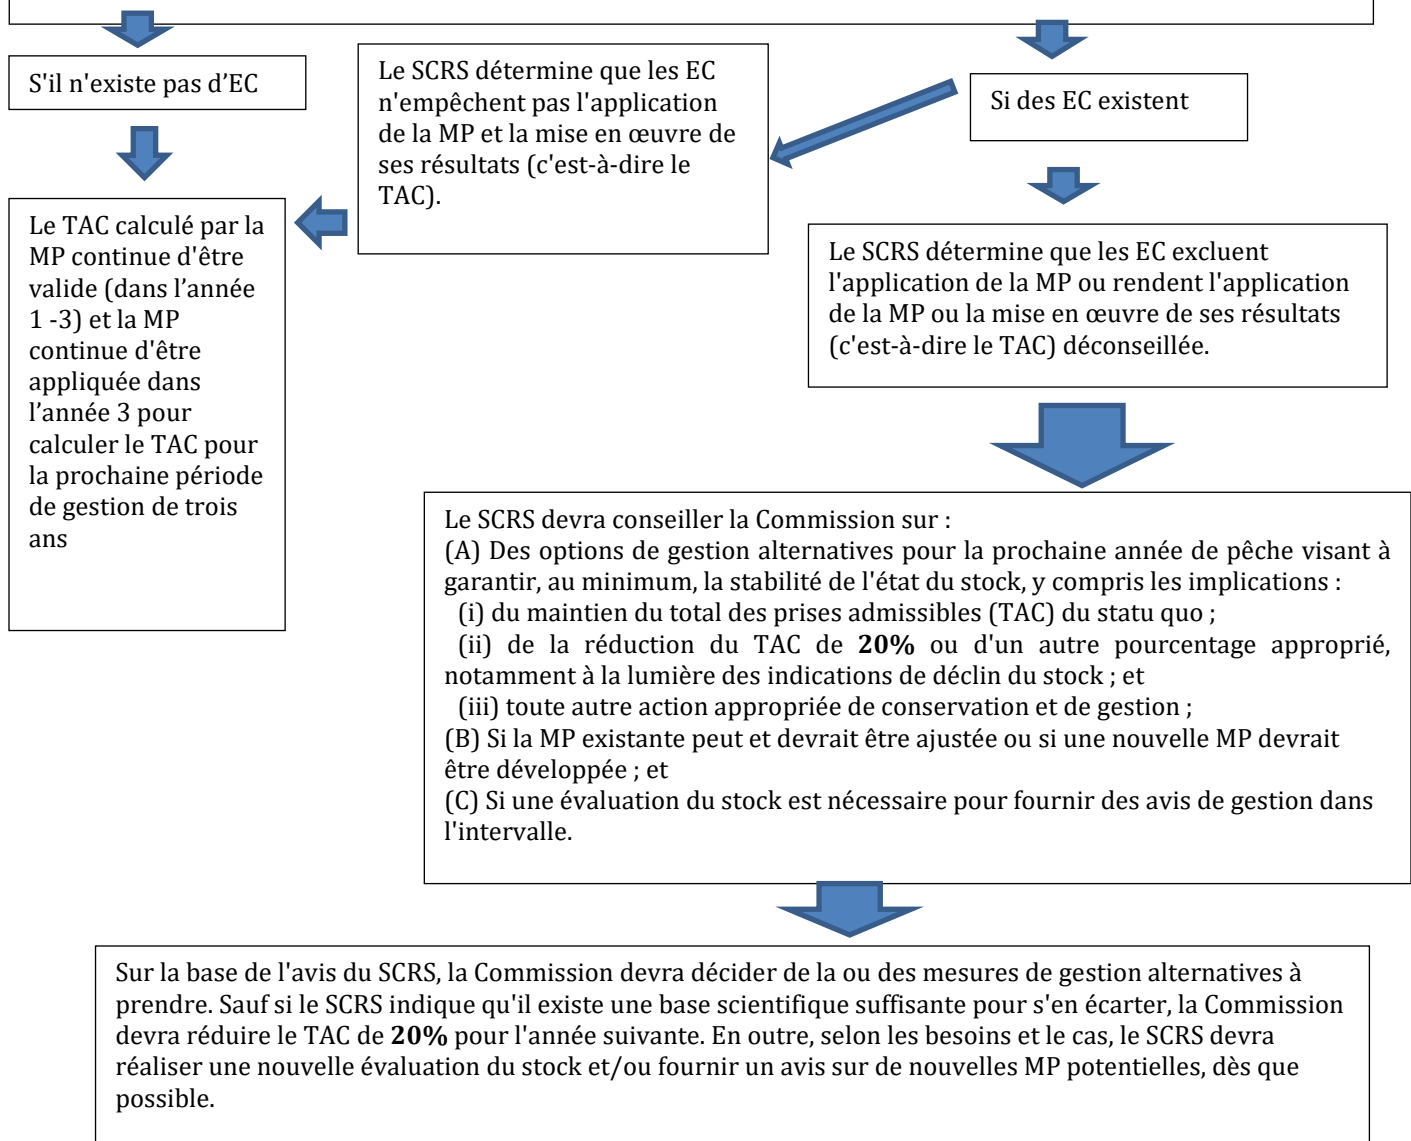 S'il n'existe pas d’EC
Le SCRS détermine que les EC
n'empêchent pas l'application
de la MP et la mise en œuvre de
ses résultats (c'est-à-dire le
TAC).
Si des EC existent
Le TAC calculé par la
MP continue d'être
valide (dans l’année
1 -3) et la MP
continue d'être
appliquée dans
l’année 3 pour
calculer le TAC pour
la prochaine période
de gestion de trois
ans
Le SCRS détermine que les EC excluent
l'application de la MP ou rendent l'application
de la MP ou la mise en œuvre de ses résultats
(c'est-à-dire le TAC) déconseillée.
Le SCRS devra conseiller la Commission sur :
(A) Des options de gestion alternatives pour la prochaine année de pêche visant à
garantir, au minimum, la stabilité de l'état du stock, y compris les implications :
(i) du maintien du total des prises admissibles (TAC) du statu quo ;
(ii) de la réduction du TAC de 20% ou d'un autre pourcentage approprié,
notamment à la lumière des indications de déclin du stock ; et
(iii) toute autre action appropriée de conservation et de gestion ;
(B) Si la MP existante peut et devrait être ajustée ou si une nouvelle MP devrait
être développée ; et
(C) Si une évaluation du stock est nécessaire pour fournir des avis de gestion dans
l'intervalle.
Sur la base de l'avis du SCRS, la Commission devra décider de la ou des mesures de gestion alternatives à
prendre. Sauf si le SCRS indique qu'il existe une base scientifique suffisante pour s'en écarter, la Commission
devra réduire le TAC de 20% pour l'année suivante. En outre, selon les besoins et le cas, le SCRS devra
réaliser une nouvelle évaluation du stock et/ou fournir un avis sur de nouvelles MP potentielles, dès que
possible.